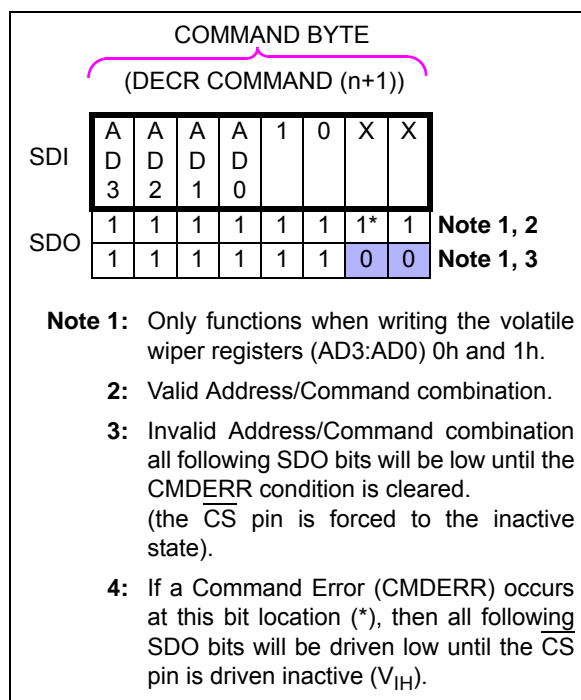 COMMAND BYTE
(DECR COMMAND (n+1))
SDI
A A A A 1 0 X X
D D D D
3 2 1 0
SDO
1 1 1 1 1 1 1* 1 Note 1, 2
1 1 1 1 1 1 0 0 Note 1, 3
Note 1: Only functions when writing the volatile
wiper registers (AD3:AD0) 0h and 1h.
2: Valid Address/Command combination.
3: Invalid Address/Command combination
all following SDO bits will be low until the
CMDERR condition is cleared.
(the C̅S̅ pin is forced to the inactive
state).
4: If a Command Error (CMDERR) occurs
at this bit location (*), then all following
SDO bits will be driven low until the C̅S̅
pin is driven inactive (VIH).